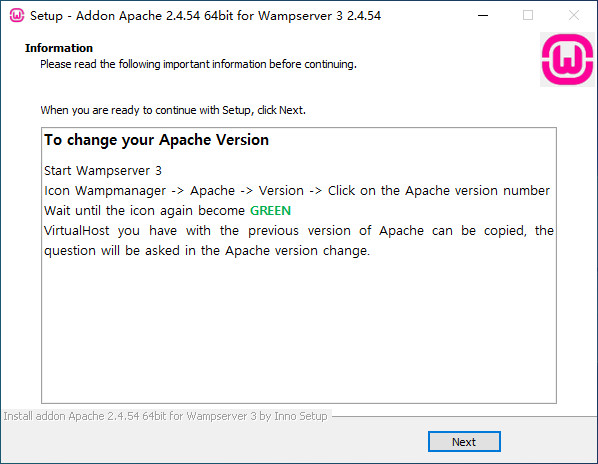 Setup - Addon Apache 2.4.54 64bit for Wampserver 3 2.4.54
Information
Please read the following important information before continuing.
When you are ready to continue with Setup, click Next.
To change your Apache Version
Start Wampserver 3
Icon Wampmanager -> Apache -> Version -> Click on the Apache version number
Wait until the icon again become GREEN
VirtualHost you have with the previous version of Apache can be copied, the
question will be asked in the Apache version change.
Install addon Apache 2.4.54 64bit for Wampserver 3 by Inno Setup
Next